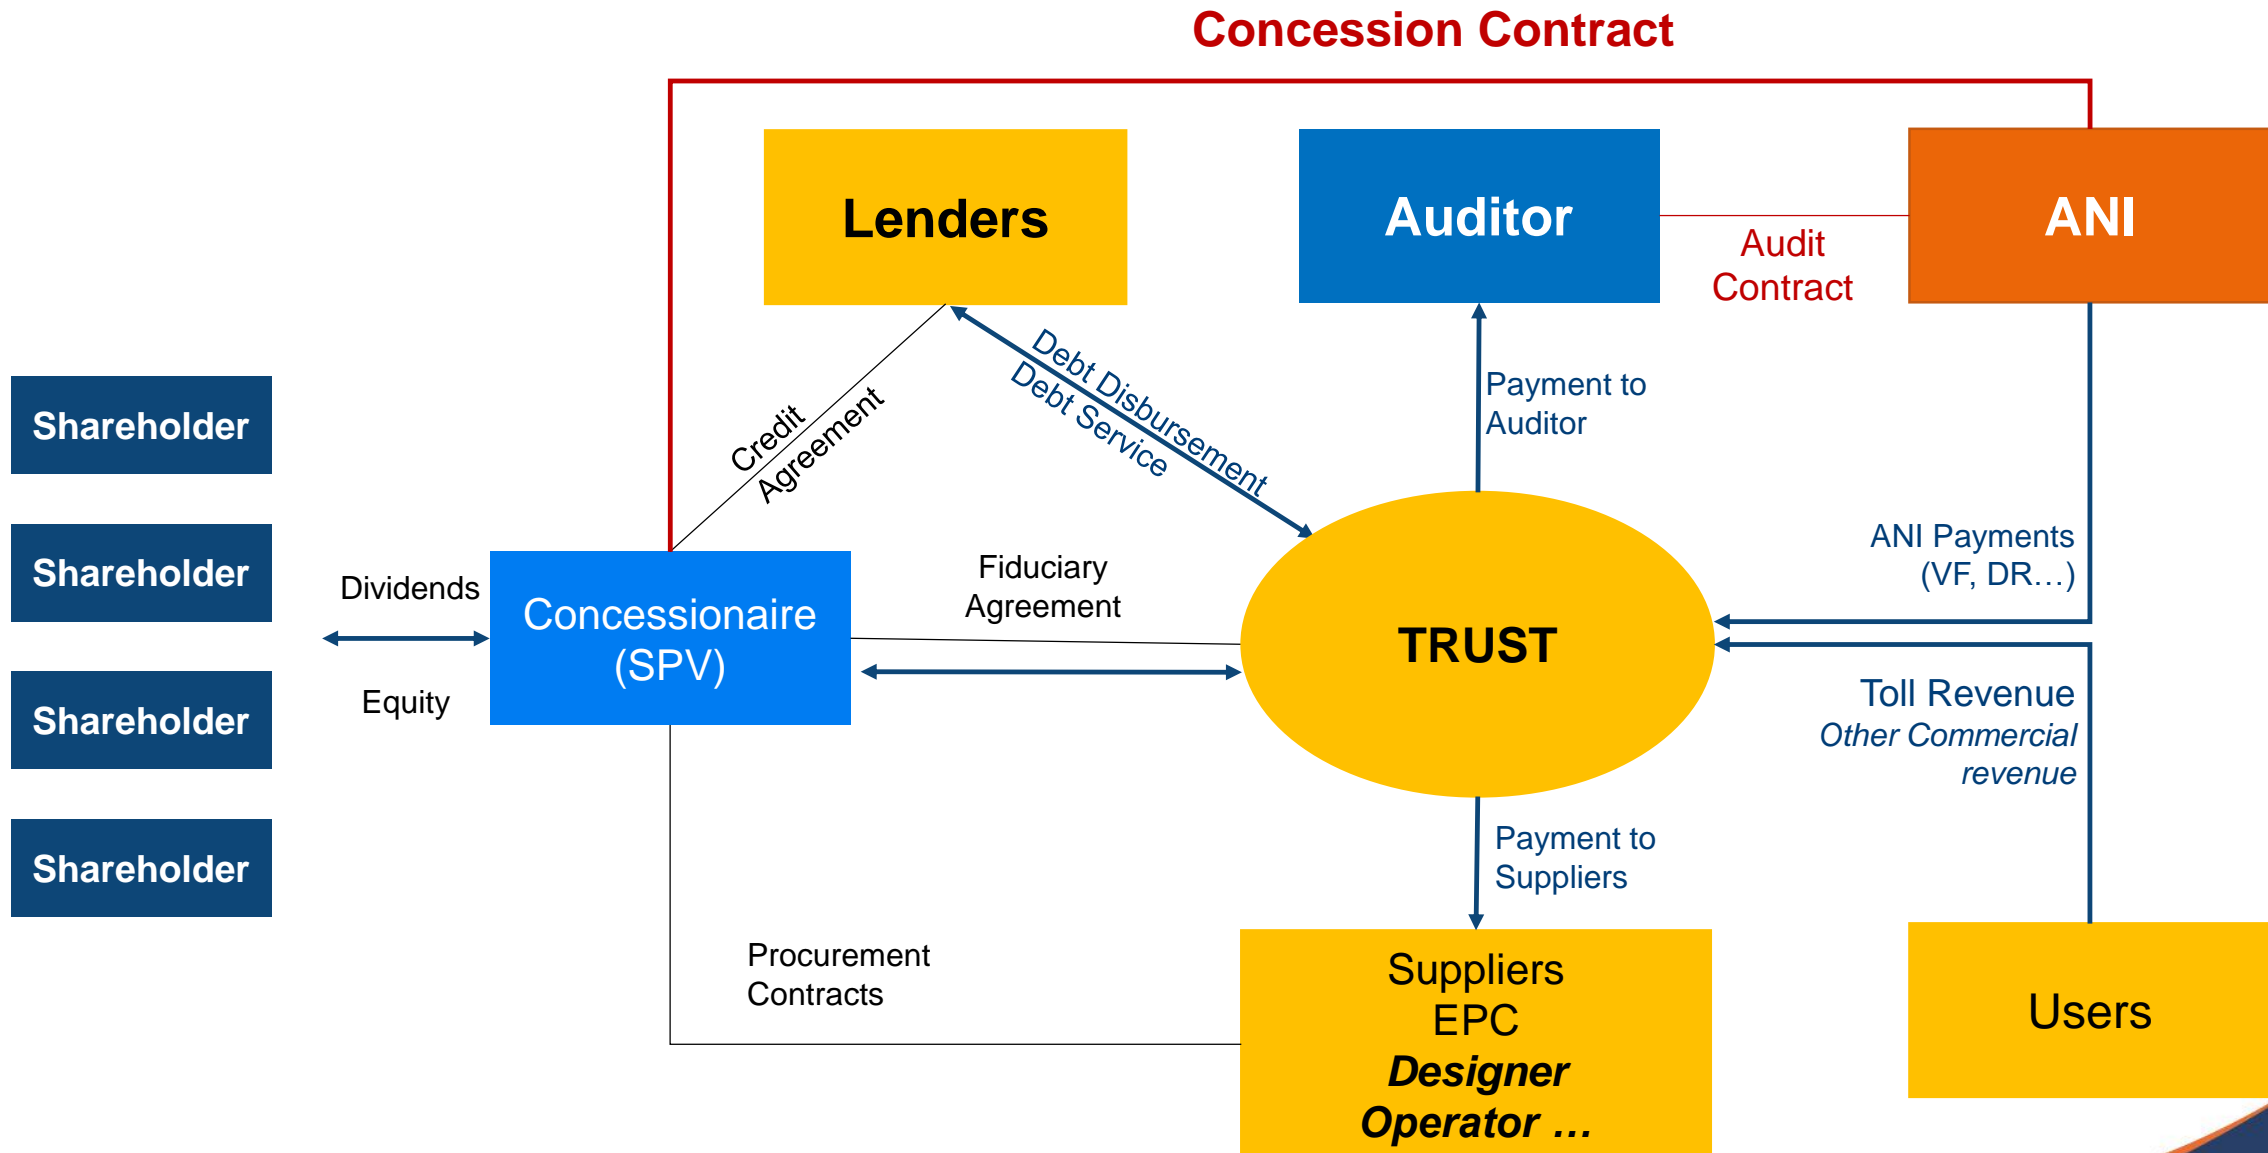 Concession Contract
Lenders
Auditor
Audit
Contract
ANI
Debt Disbursement
Debt Service
Credit
Agreement
Payment to
Auditor
Shareholder
Shareholder
Shareholder
Shareholder
Dividends
Equity
Concessionaire
(SPV)
Fiduciary
Agreement
TRUST
ANI Payments
(VF, DR…)
Toll Revenue
Other Commercial
revenue
Payment to
Suppliers
Procurement
Contracts
Suppliers
EPC
Designer
Operator …
Users